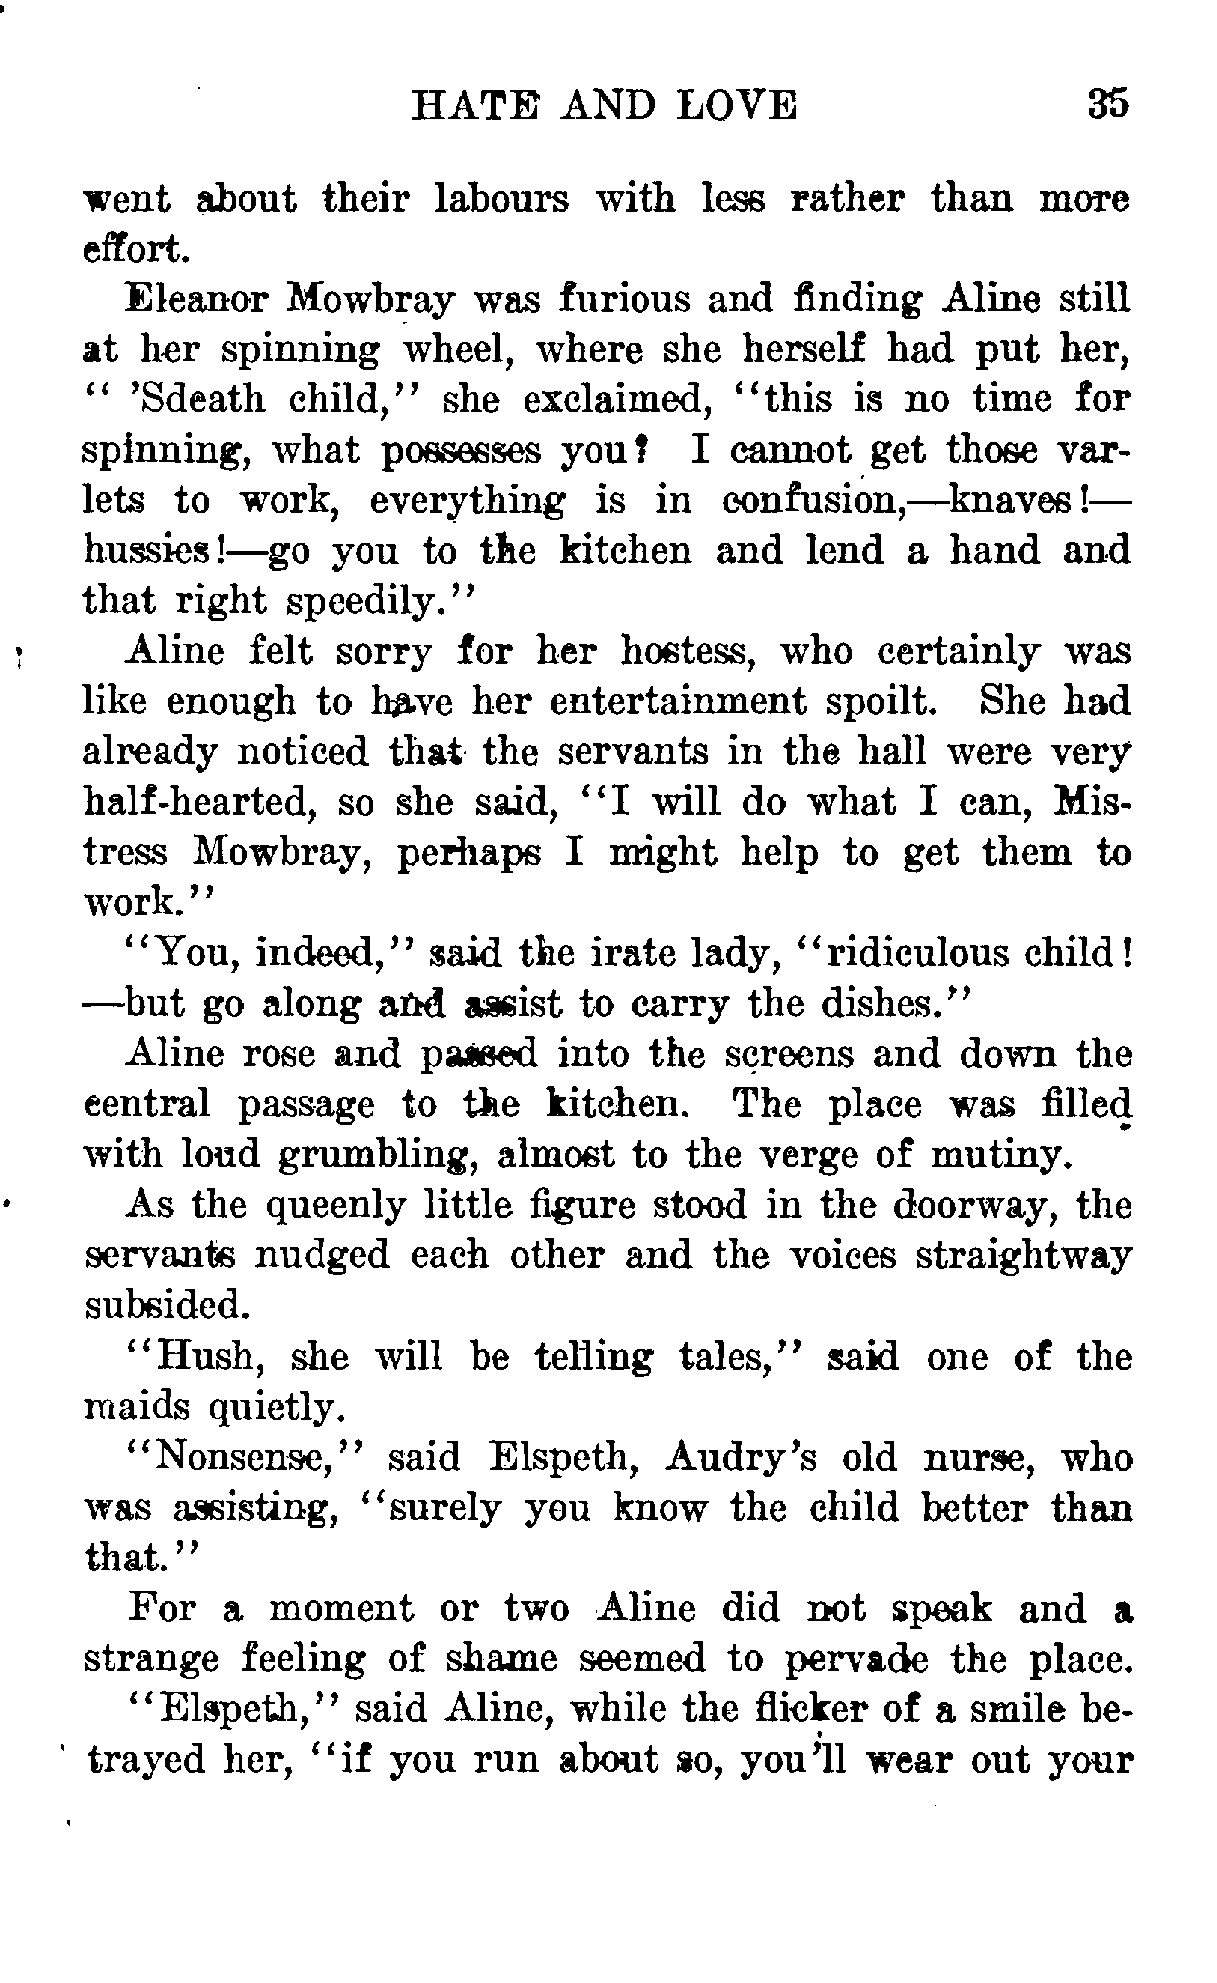 HATE AND LOVE 35
went about their labours with less rather than more
effort.
Eleanor Mowbray was furious and finding Aline still
at her spinning wheel, where she herself had put her,
“ ’Sdeath child,” she exclaimed, “this is no time for
spinning, what possesses you? I cannot get those var-
lets to work, everything is in confusion,—knaves!—
hussies!—go you to the kitchen and lend a hand and
that right speedily.”
Aline felt sorry for her hostess, who certainly was
like enough to have her entertainment spoilt. She had
already noticed that the servants in the hall were very
half-hearted, so she said, “I will do what I can, Mis-
tress Mowbray, perhaps I might help to get them to
work.”
“You, indeed,” said the irate lady, “ridiculous child!
—but go along and assist to carry the dishes.”
Aline rose and passed into the screens and down the
central passage to the kitchen. The place was filled
with loud grumbling, almost to the verge of mutiny.
As the queenly little figure stood in the doorway, the
servants nudged each other and the voices straightway
subsided.
“Hush, she will be telling tales,” said one of the
maids quietly.
“Nonsense,” said Elspeth, Audry’s old nurse, who
was assisting, “surely you know the child better than
that.”
For a moment or two Aline did not speak and a
strange feeling of shame seemed to pervade the place.
“Elspeth,” said Aline, while the flicker of a smile be-
trayed her, “if you run about so, you’ll wear out your